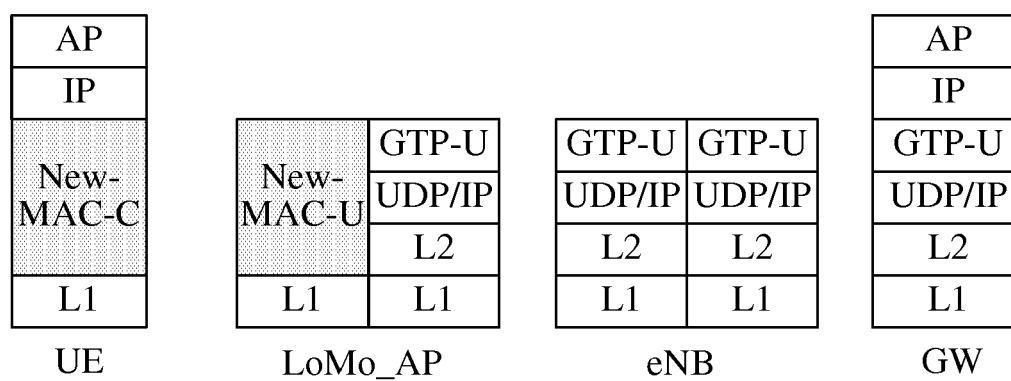 AP
IP
New-
MAC-C
L1
UE
New-
MAC-U
L1
GTP-U
UDP/IP
L2
L1
LoMo_AP
GTP-U
UDP/IP
L2
L1
GTP-U
UDP/IP
L2
L1
eNB
AP
IP
GTP-U
UDP/IP
L2
L1
GW